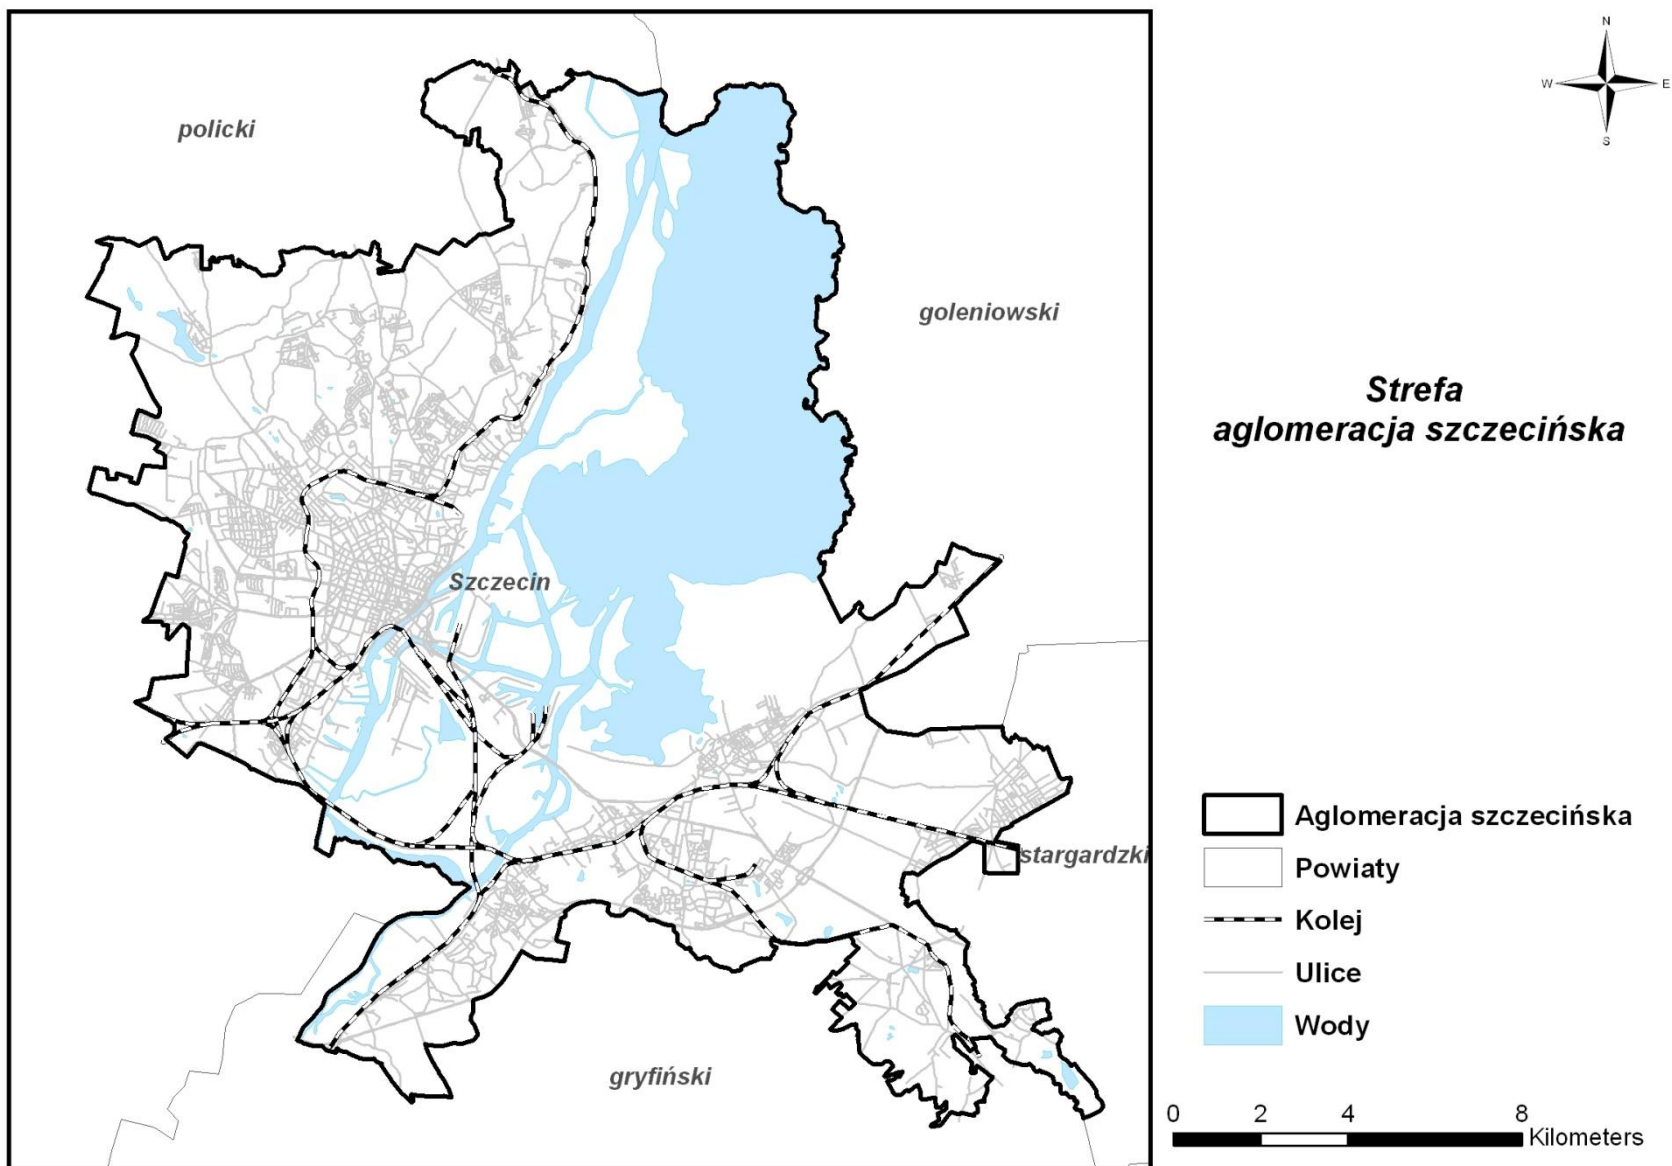 N
W
E
S
policki
goleniowski
Strefa
aglomeracja szczecińska
Szczecin
stargardzki
gryfiński
Aglomeracja szczecińska
Powiaty
Kolej
Ulice
Wody
0 2 4 8
Kilometers